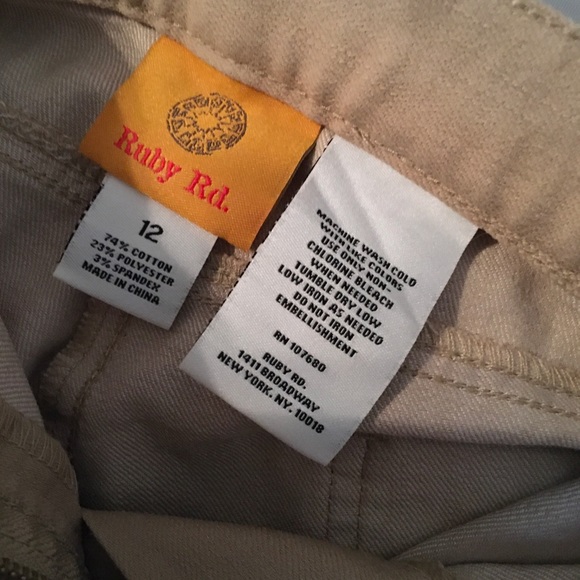 Ruby Rd.
12
74% COTTON
23% POLYESTER
3% SPANDEX
MADE IN CHINA
MACHINE WASH COLD
WITH LIKE COLORS
USE ONLY NON-
CHLORINE BLEACH
WHEN NEEDED
TUMBLE DRY LOW
LOW IRON AS NEEDED
DO NOT IRON
EMBELLISHMENT
RN 107680
RUBY RD.
1411 BROADWAY
NEW YORK, NY. 10018